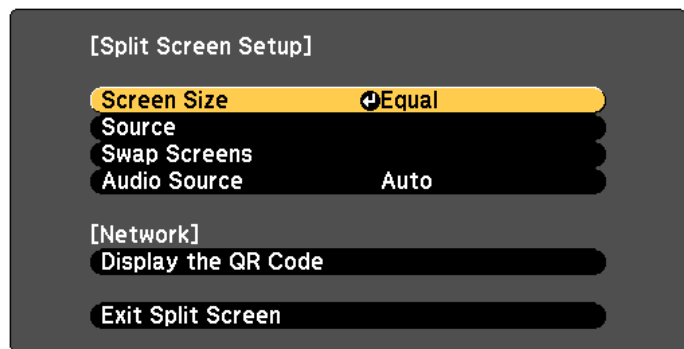 [Split Screen Setup]
Screen Size Equal
Source
Swap Screens
Audio Source Auto
[Network]
Display the QR Code
Exit Split Screen